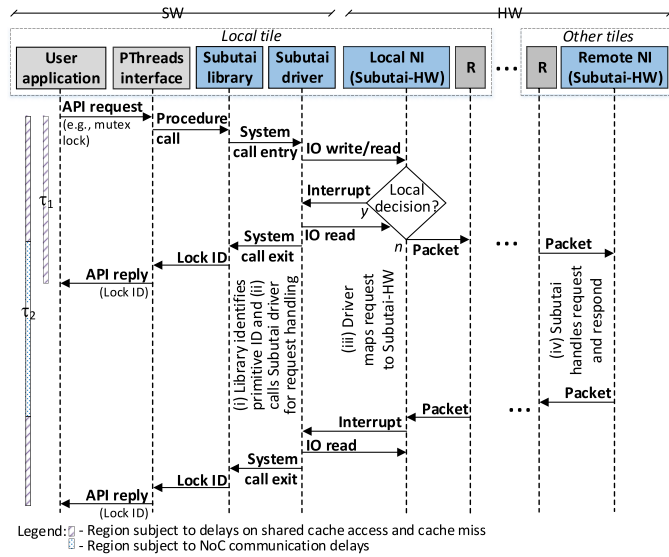 SW
HW
Local tile
Other tiles
User
application
PThreads
interface
Subutai
library
Subutai
driver
Local NI
(Subutai-HW)
R
R
Remote NI
(Subutai-HW)
API request
(e.g., mutex
lock)
Procedure
call
System
call entry
IO write/read
Interrupt
Local
decision?
y
n
IO read
System
call exit
Packet
Packet
Lock ID
API reply
(Lock ID)
τ1
τ2
(i) Library identifies
primitive ID and (ii)
calls Subutai driver
for request handling
(iii) Driver
maps request
to Subutai-HW
(iv) Subutai
handles request
and respond
Packet
Packet
Interrupt
IO read
System
call exit
Lock ID
API reply
(Lock ID)
Legend: - Region subject to delays on shared cache access and cache miss
- Region subject to NoC communication delays